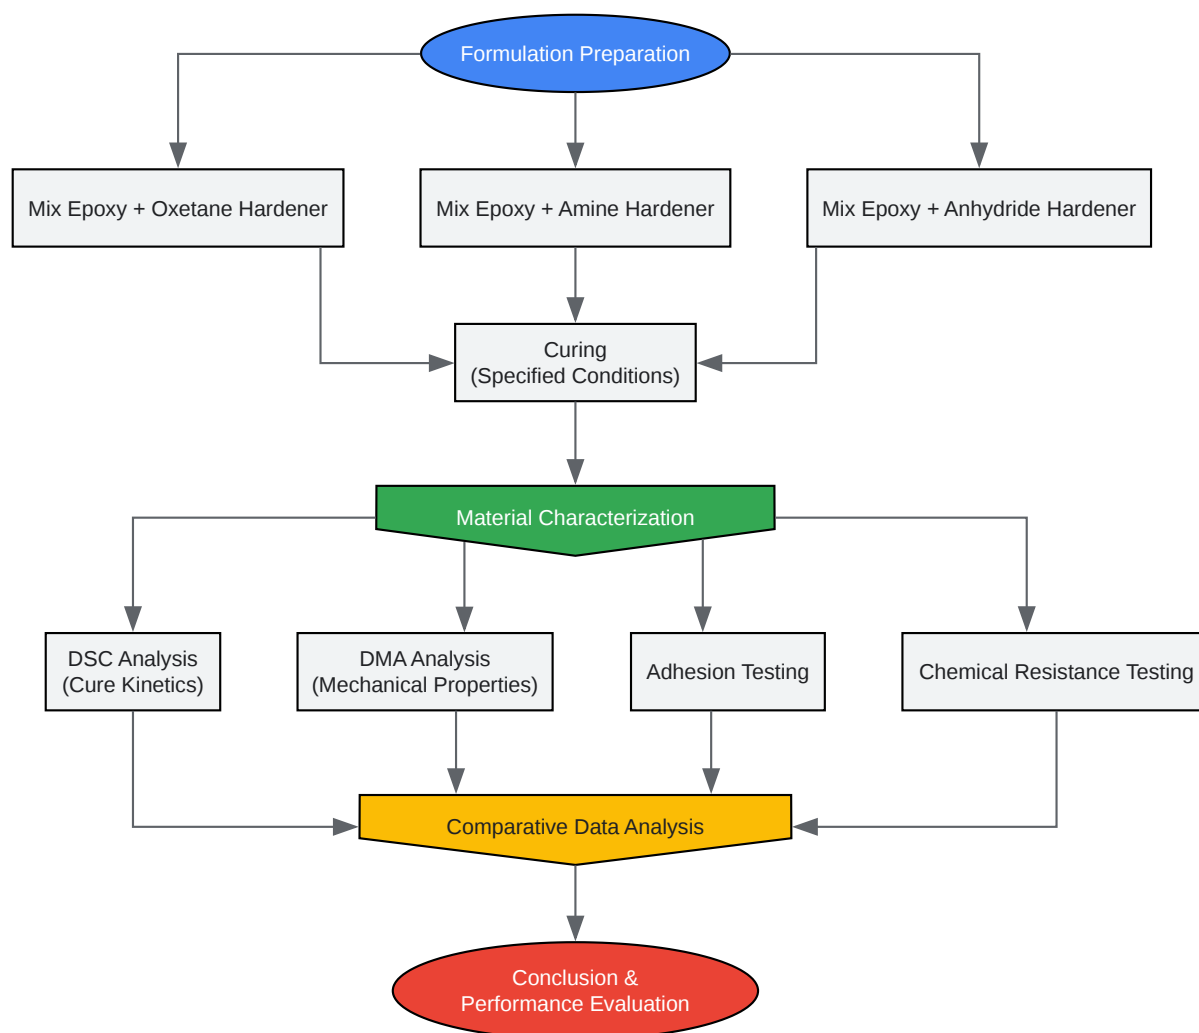 Formulation Preparation
Mix Epoxy + Oxetane Hardener
Mix Epoxy + Amine Hardener
Mix Epoxy + Anhydride Hardener
Curing
(Specified Conditions)
Material Characterization
DSC Analysis
(Cure Kinetics)
DMA Analysis
(Mechanical Properties)
Adhesion Testing
Chemical Resistance Testing
Comparative Data Analysis
Conclusion &
Performance Evaluation